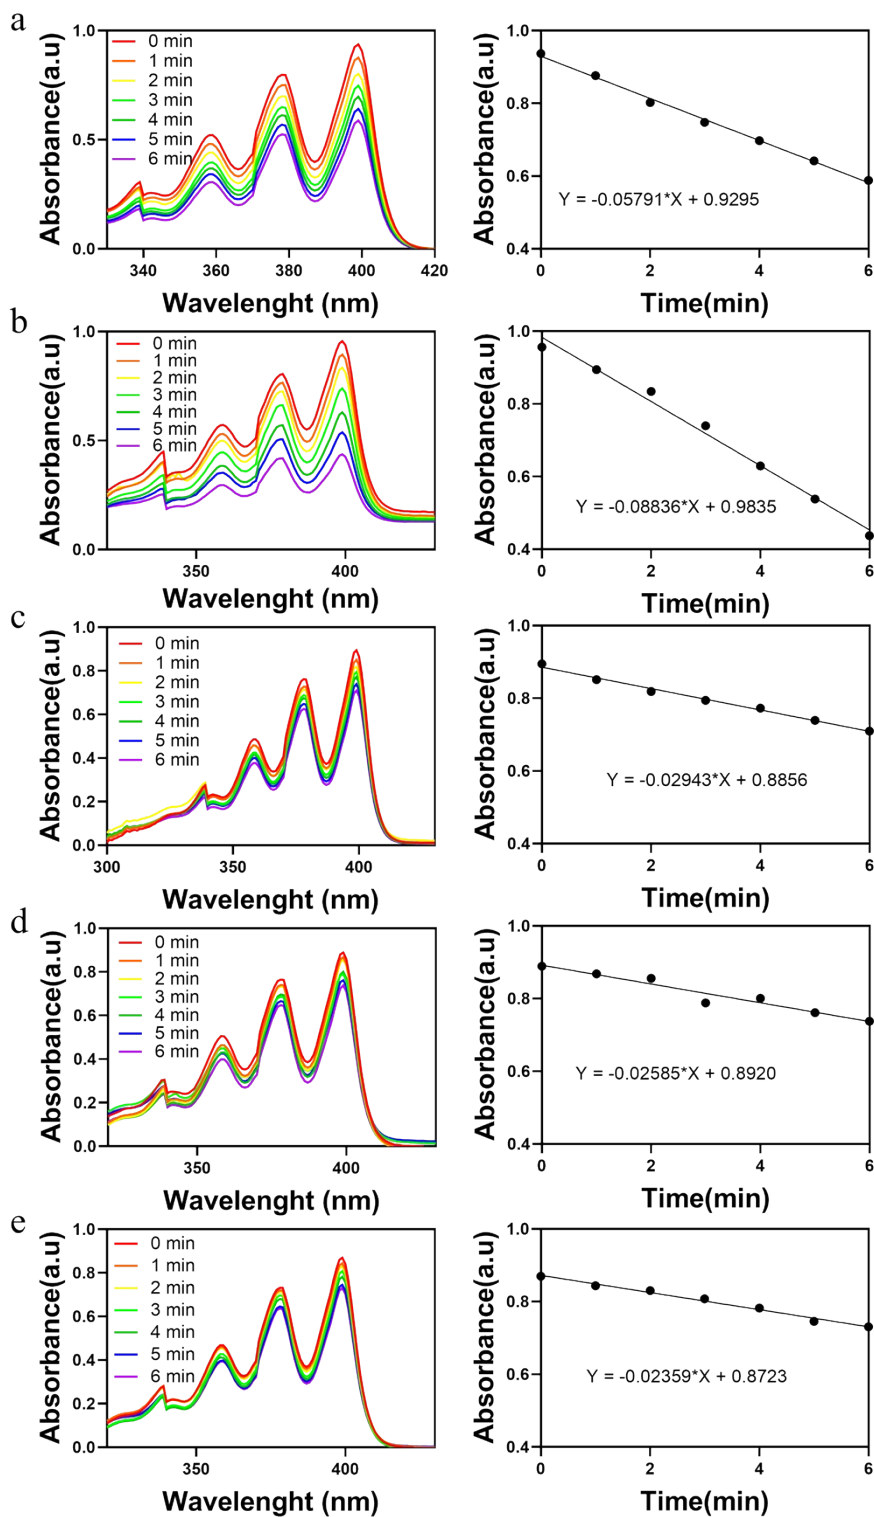 a
Absorbance(a.u)
1.0
0.5
0.0
0 min
1 min
2 min
3 min
4 min
5 min
6 min
340 360 380 400 420
Wavelenght (nm)
Absorbance(a.u)
1.0
0.8
0.6
0.4
Y = -0.05791*X + 0.9295
0 2 4 6
Time(min)
b
Absorbance(a.u)
1.0
0.5
0.0
0 min
1 min
2 min
3 min
4 min
5 min
6 min
350 400
Wavelenght (nm)
Absorbance(a.u)
1.0
0.8
0.6
0.4
Y = -0.08836*X + 0.9835
0 2 4 6
Time(min)
c
Absorbance(a.u)
1.0
0.8
0.6
0.4
0.2
0.0
0 min
1 min
2 min
3 min
4 min
5 min
6 min
300 350 400
Wavelenght (nm)
Absorbance(a.u)
1.0
0.8
0.6
0.4
Y = -0.02943*X + 0.8856
0 2 4 6
Time(min)
d
Absorbance(a.u)
1.0
0.8
0.6
0.4
0.2
0.0
0 min
1 min
2 min
3 min
4 min
5 min
6 min
350 400
Wavelenght (nm)
Absorbance(a.u)
1.0
0.8
0.6
0.4
Y = -0.02585*X + 0.8920
0 2 4 6
Time(min)
e
Absorbance(a.u)
1.0
0.8
0.6
0.4
0.2
0.0
0 min
1 min
2 min
3 min
4 min
5 min
6 min
350 400
Wavelenght (nm)
Absorbance(a.u)
1.0
0.8
0.6
0.4
Y = -0.02359*X + 0.8723
0 2 4 6
Time(min)